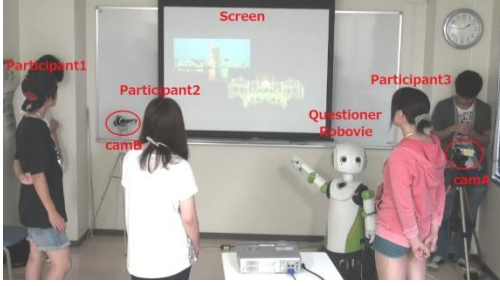 Screen
Participant1
Participant2
Participant3
camB
Questioner
Robovie
camA